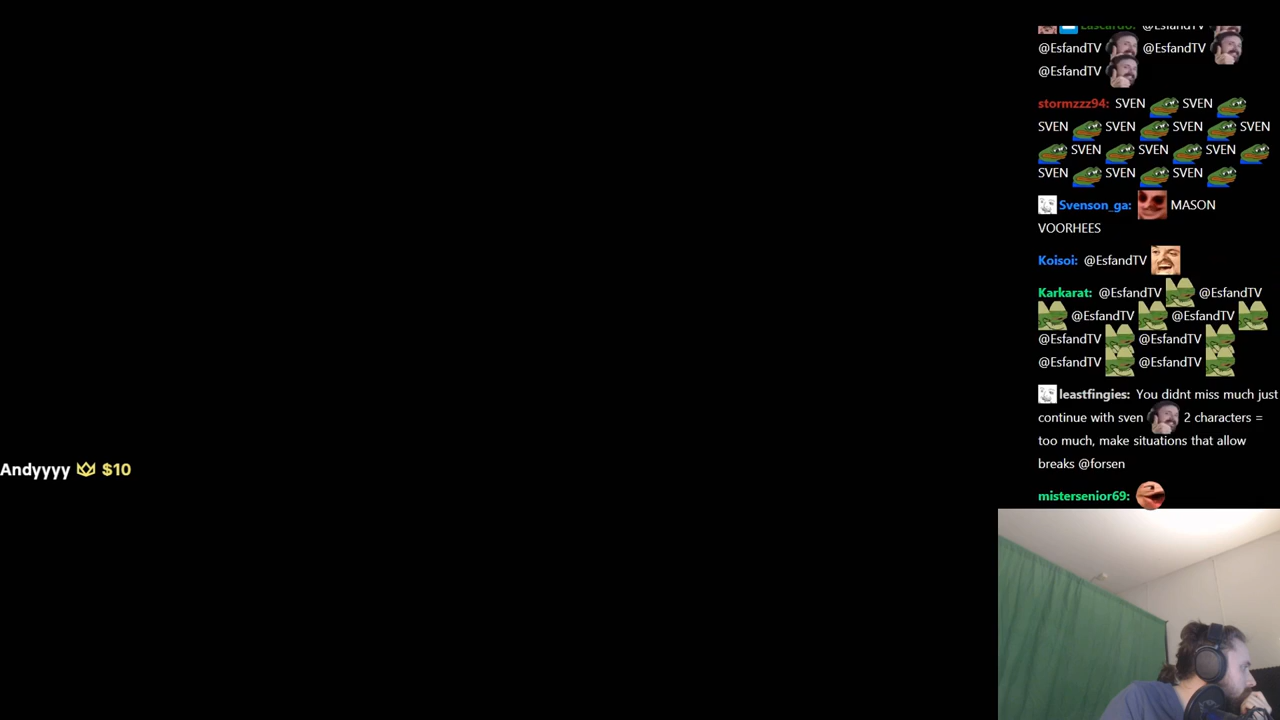 Lascardo: @EsfandTV
@EsfandTV @EsfandTV
@EsfandTV
stormzzz94: SVEN SVEN
SVEN SVEN SVEN SVEN
SVEN SVEN SVEN
SVEN SVEN SVEN
Svenson_ga: MASON
VOORHEES
Koisoi: @EsfandTV
Karkarat: @EsfandTV @EsfandTV
@EsfandTV @EsfandTV
@EsfandTV @EsfandTV
@EsfandTV @EsfandTV
leastfingies: You didnt miss much just
continue with sven 2 characters =
too much, make situations that allow
breaks @forsen
Andyyyy $10
mistersenior69: